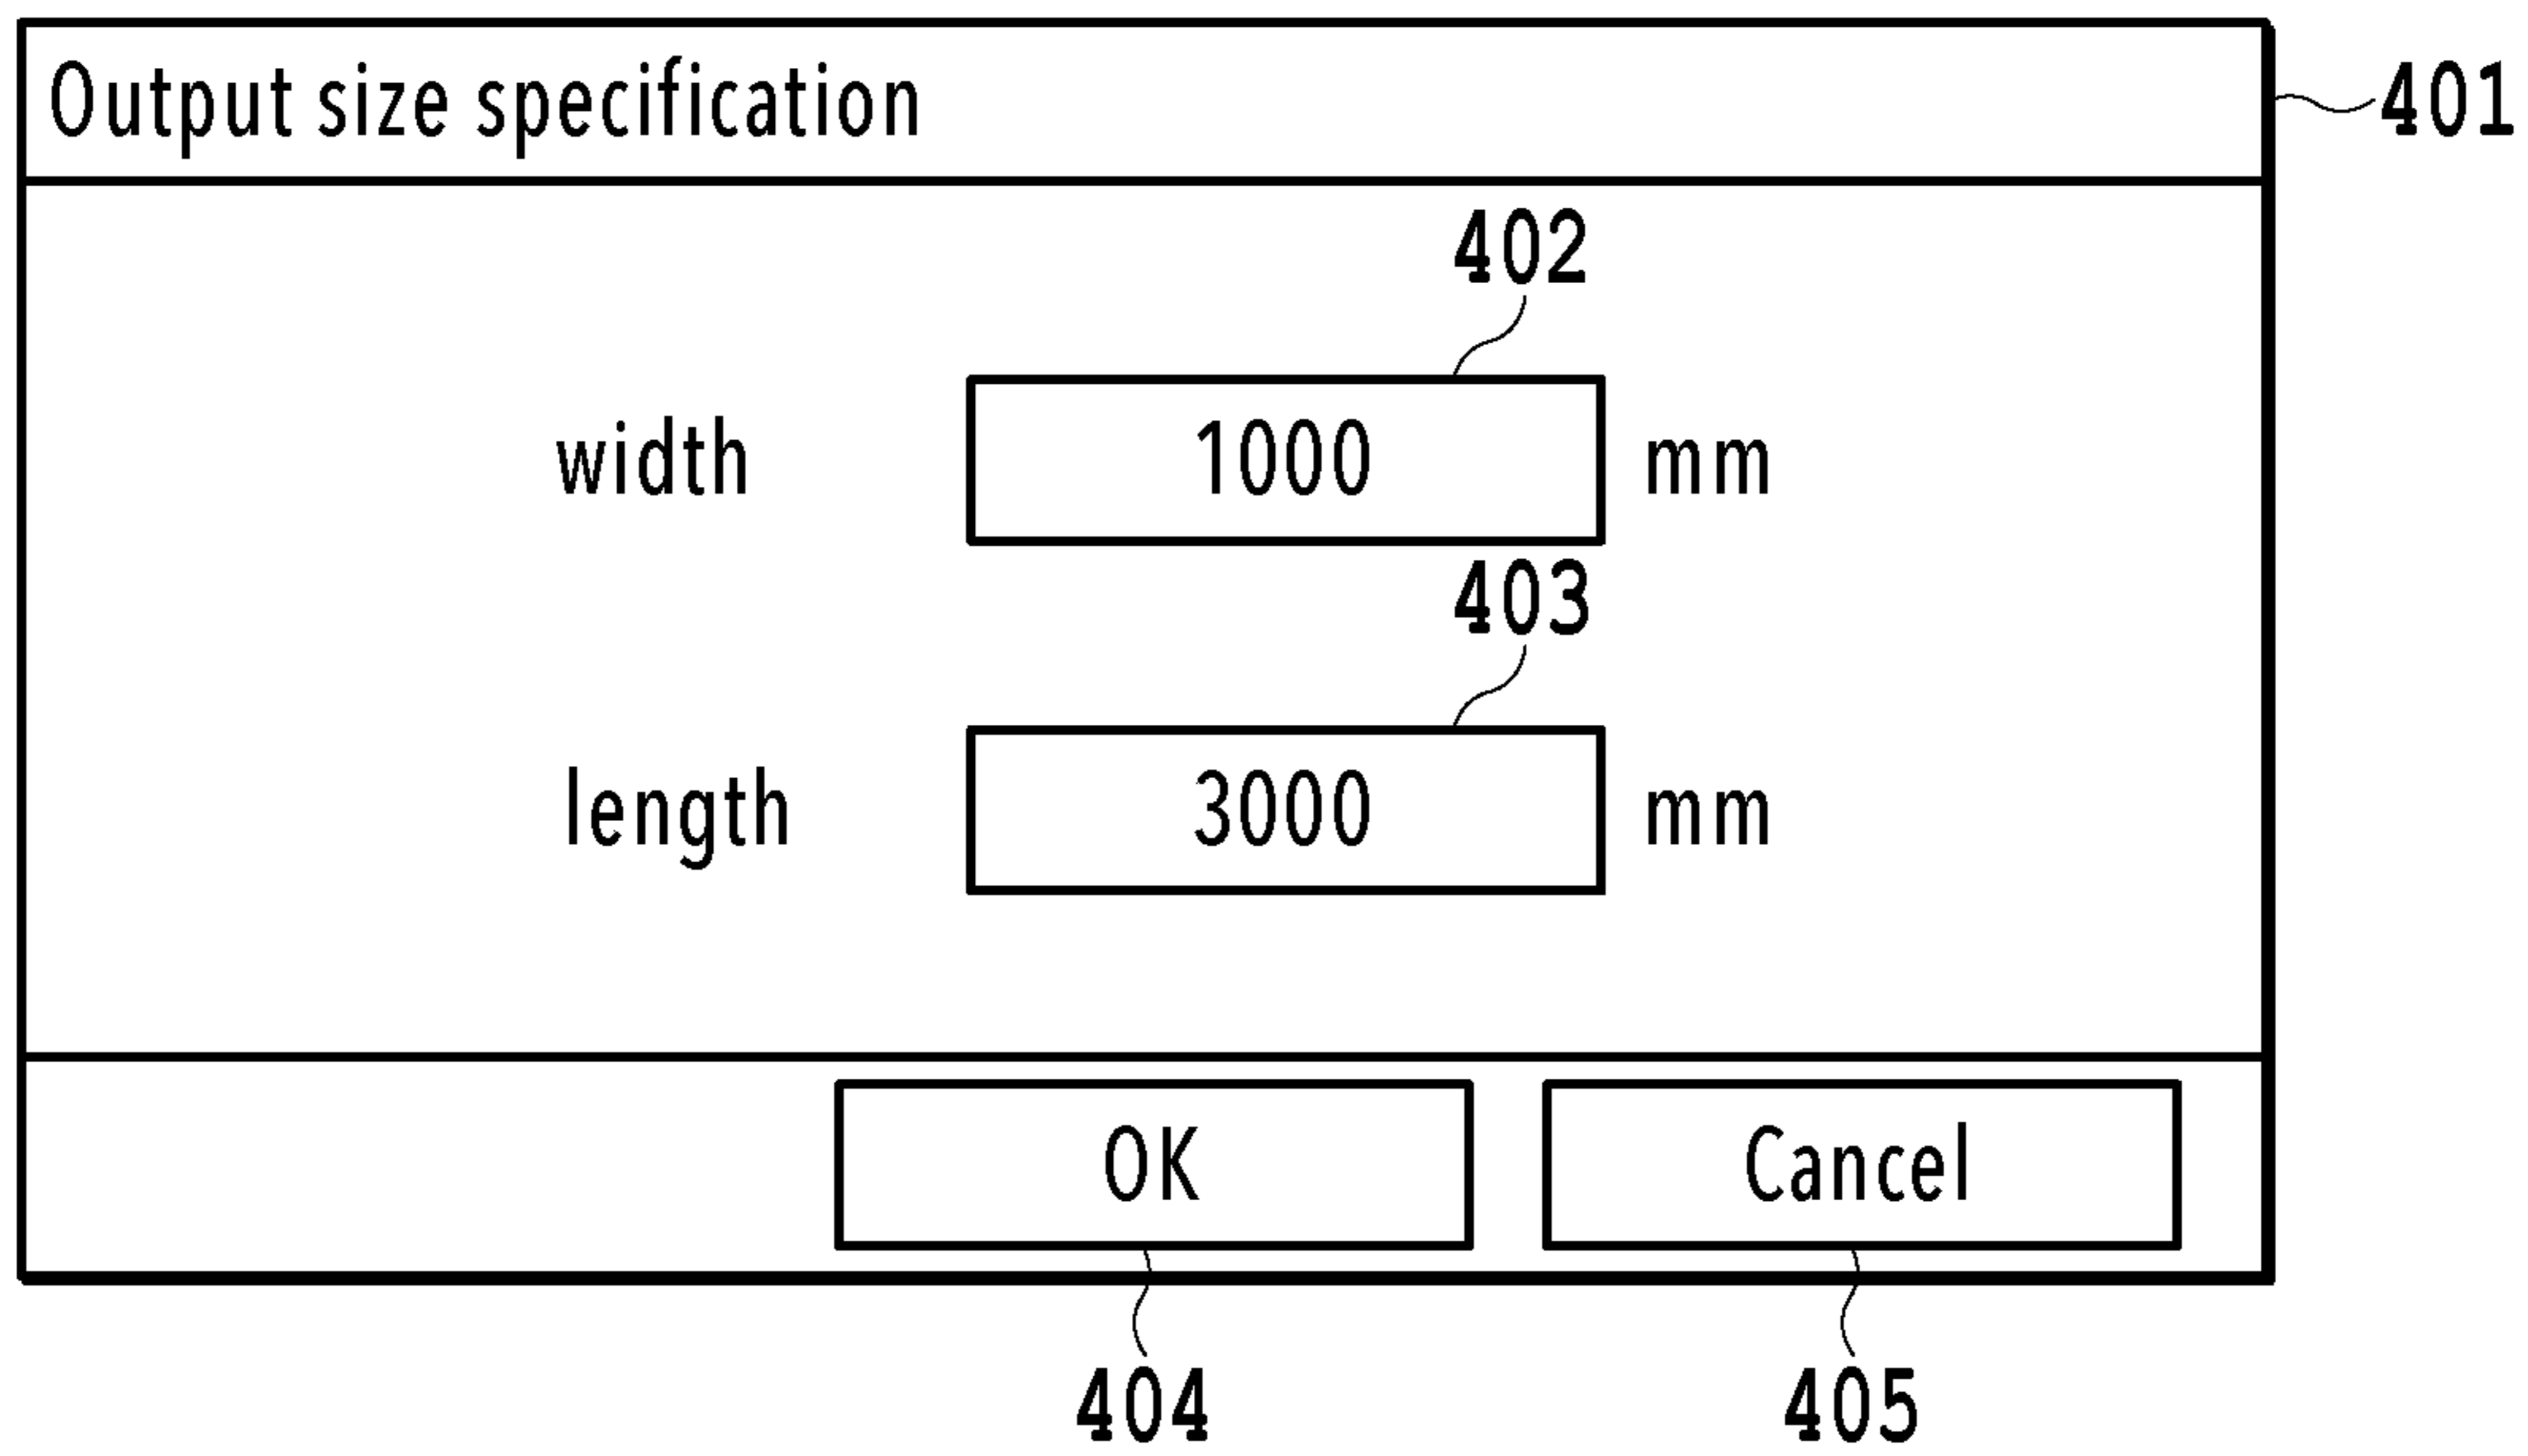 Output size specification
401
402
width 1000 mm
403
length 3000 mm
OK Cancel
404 405